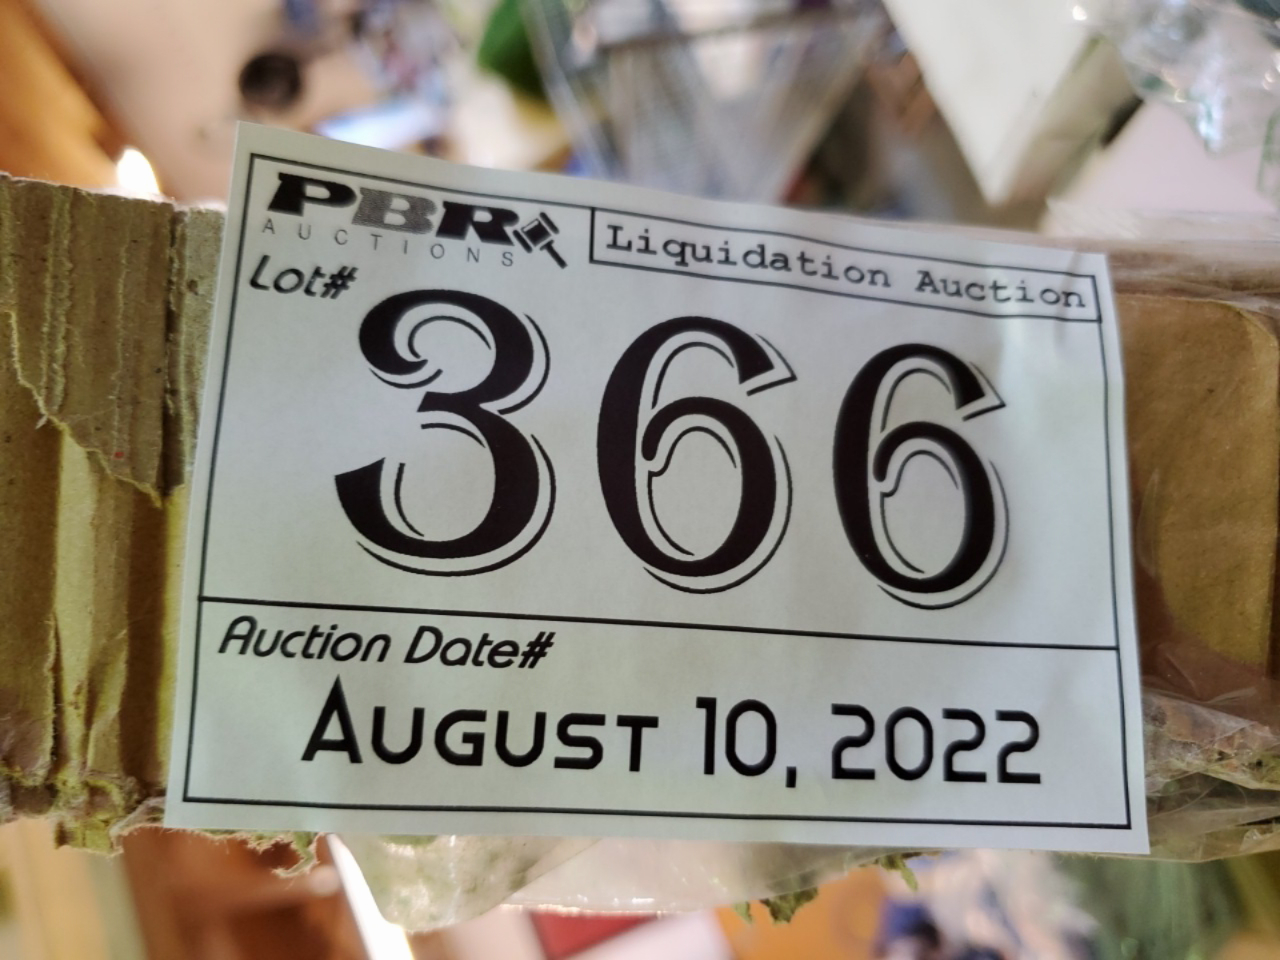 PBR
AUCTIONS
Liquidation Auction
Lot#
366
Auction Date#
August 10, 2022